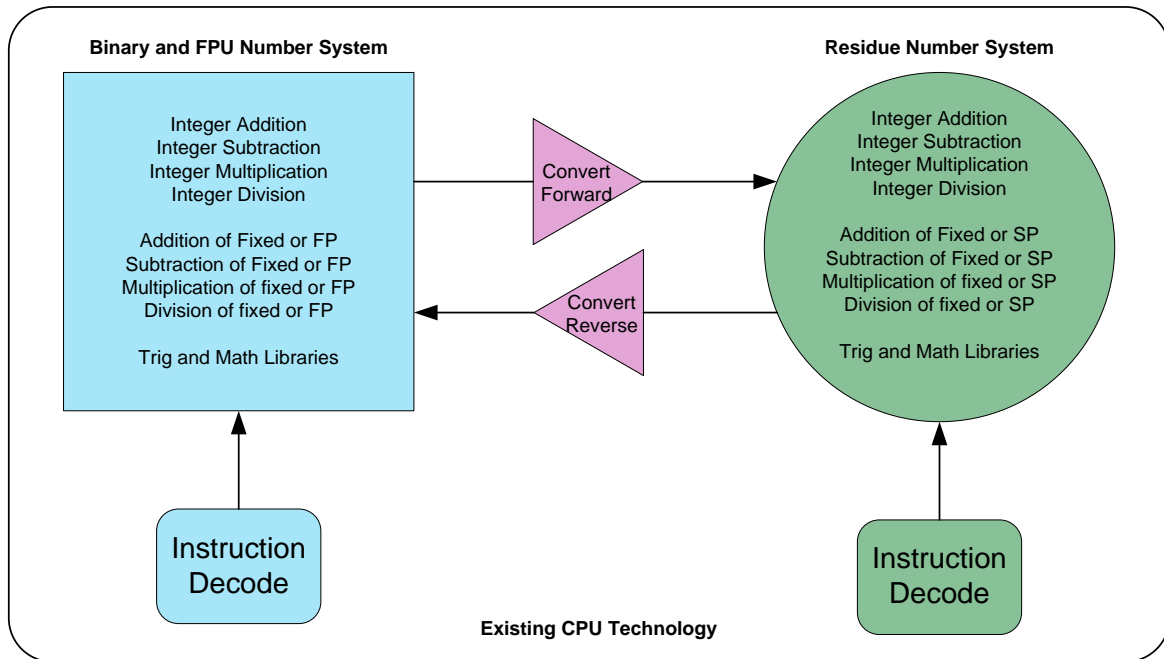 Binary and FPU Number System
Integer Addition
Integer Subtraction
Integer Multiplication
Integer Division
Addition of Fixed or FP
Subtraction of Fixed or FP
Multiplication of fixed or FP
Division of fixed or FP
Trig and Math Libraries
Instruction
Decode
Convert
Forward
Convert
Reverse
Residue Number System
Integer Addition
Integer Subtraction
Integer Multiplication
Integer Division
Addition of Fixed or SP
Subtraction of Fixed or SP
Multiplication of fixed or SP
Division of fixed or SP
Trig and Math Libraries
Instruction
Decode
Existing CPU Technology